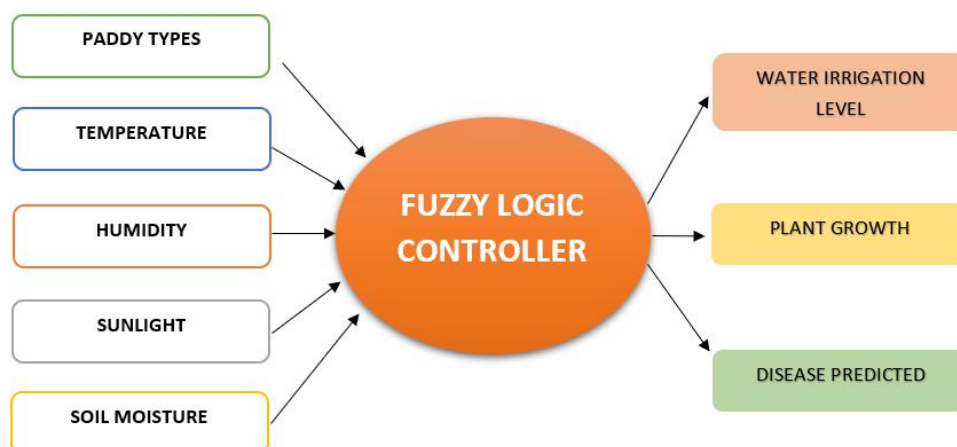 PADDY TYPES
TEMPERATURE
HUMIDITY
SUNLIGHT
SOIL MOISTURE
FUZZY LOGIC
CONTROLLER
WATER IRRIGATION
LEVEL
PLANT GROWTH
DISEASE PREDICTED